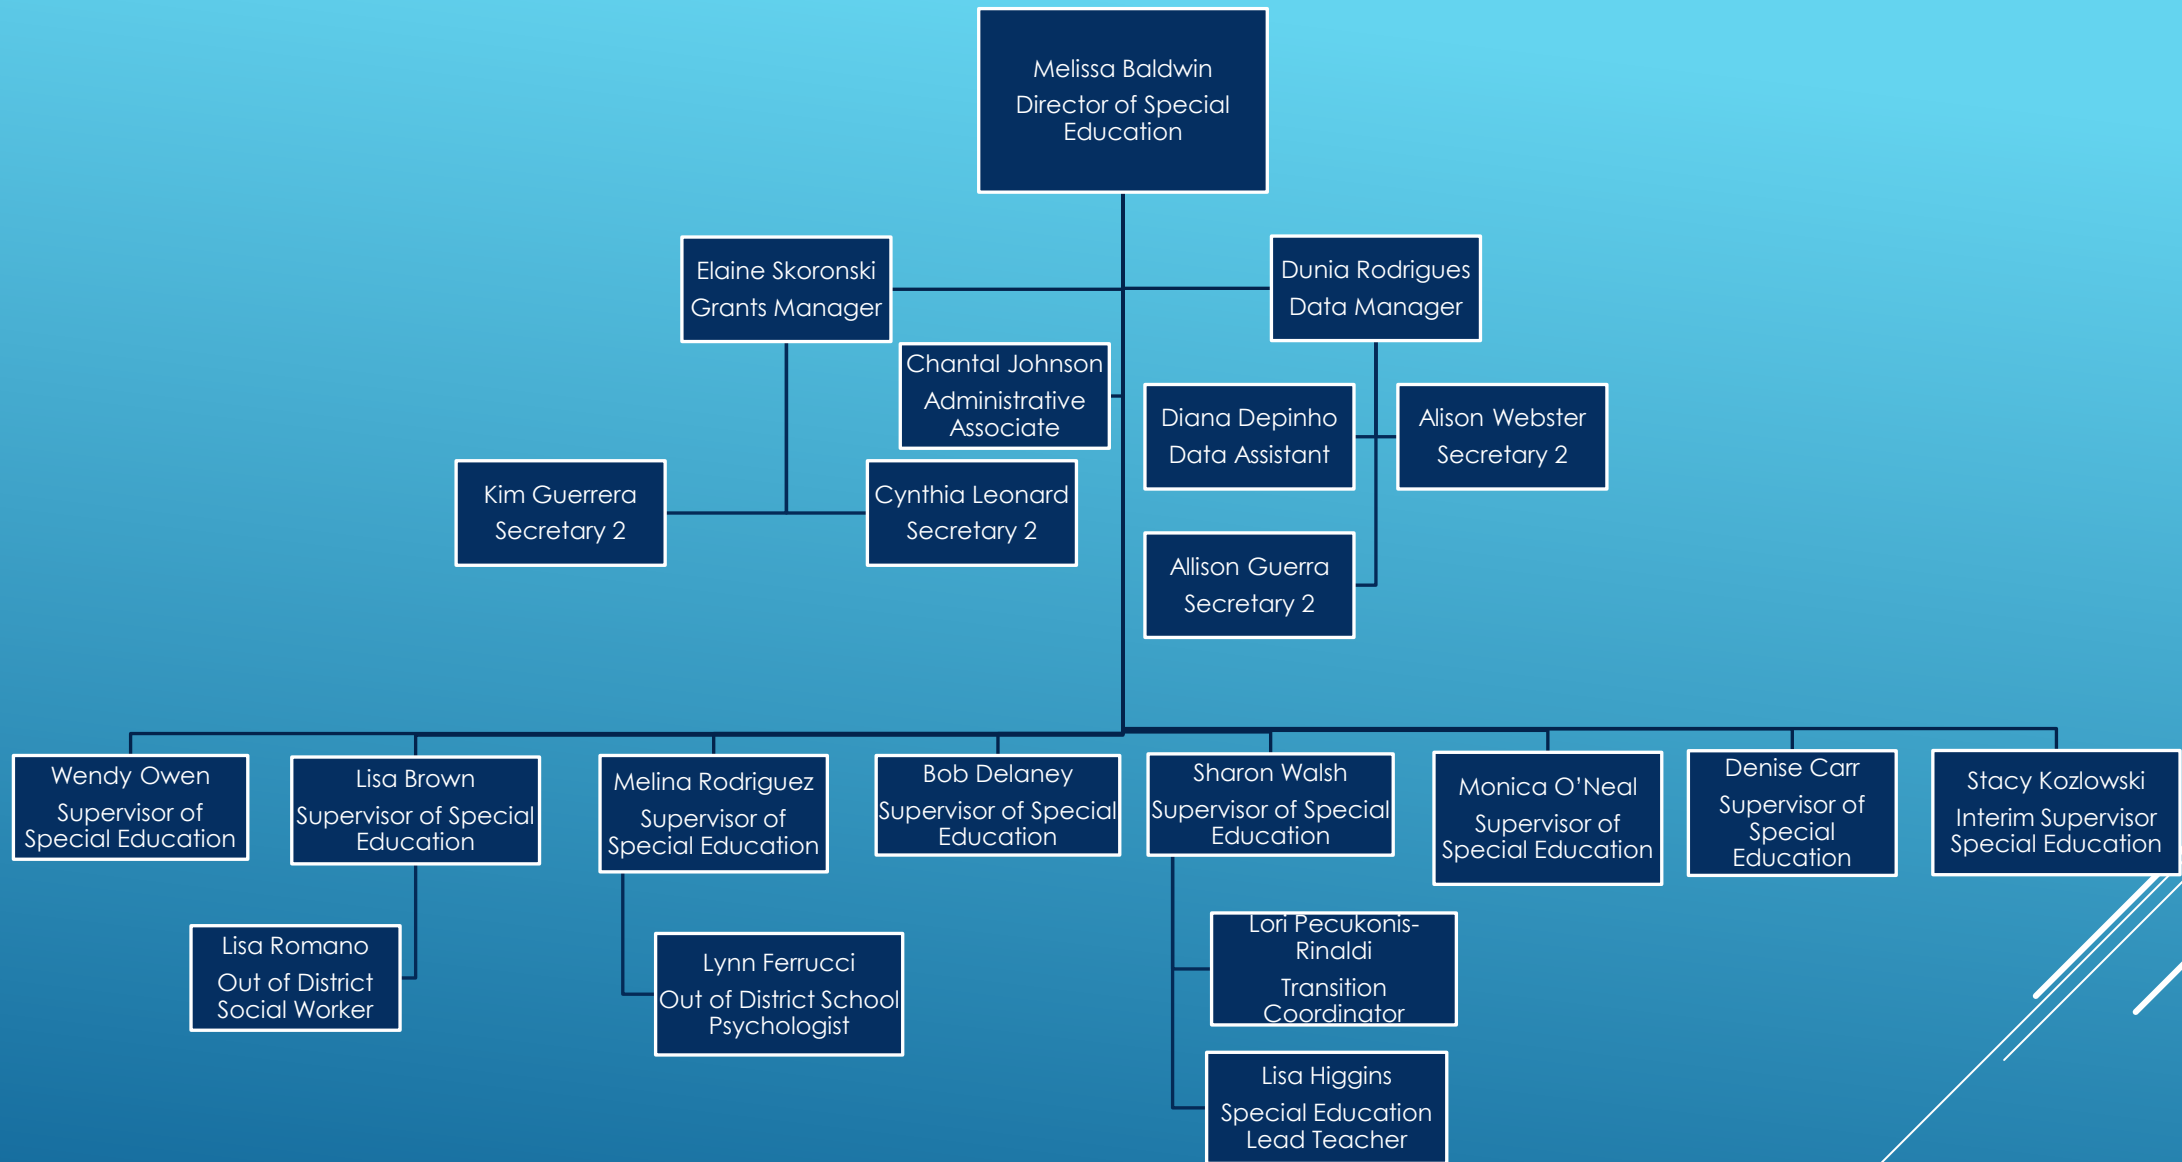 Melissa Baldwin
Director of Special
Education
Elaine Skoronski
Grants Manager
Dunia Rodrigues
Data Manager
Chantal Johnson
Administrative
Associate
Diana Depinho
Data Assistant
Alison Webster
Secretary 2
Kim Guerrera
Secretary 2
Cynthia Leonard
Secretary 2
Allison Guerra
Secretary 2
Wendy Owen
Supervisor of
Special Education
Lisa Brown
Supervisor of Special
Education
Melina Rodriguez
Supervisor of
Special Education
Bob Delaney
Supervisor of Special
Education
Sharon Walsh
Supervisor of Special
Education
Monica O’Neal
Supervisor of
Special Education
Denise Carr
Supervisor of
Special
Education
Stacy Kozlowski
Interim Supervisor
Special Education
Lisa Romano
Out of District
Social Worker
Lynn Ferrucci
Out of District School
Psychologist
Lori Pecukonis-
Rinaldi
Transition
Coordinator
Lisa Higgins
Special Education
Lead Teacher